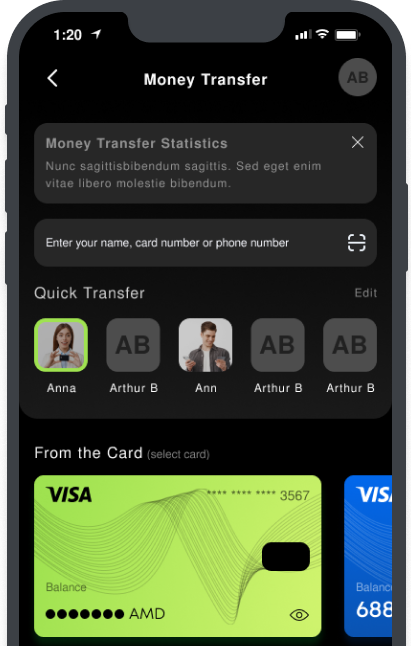 1:20
Money Transfer
AB
Money Transfer Statistics
Nunc sagittisbibendum sagittis. Sed eget enim
vitae libero molestie bibendum.
Enter your name, card number or phone number
Quick Transfer
Edit
AB
AB
AB
Anna
Arthur B
Ann
Arthur B
Arthur B
From the Card (select card)
VISA
**** **** **** 3567
Balance
●●●●●●● AMD
VIS
Balanc
688